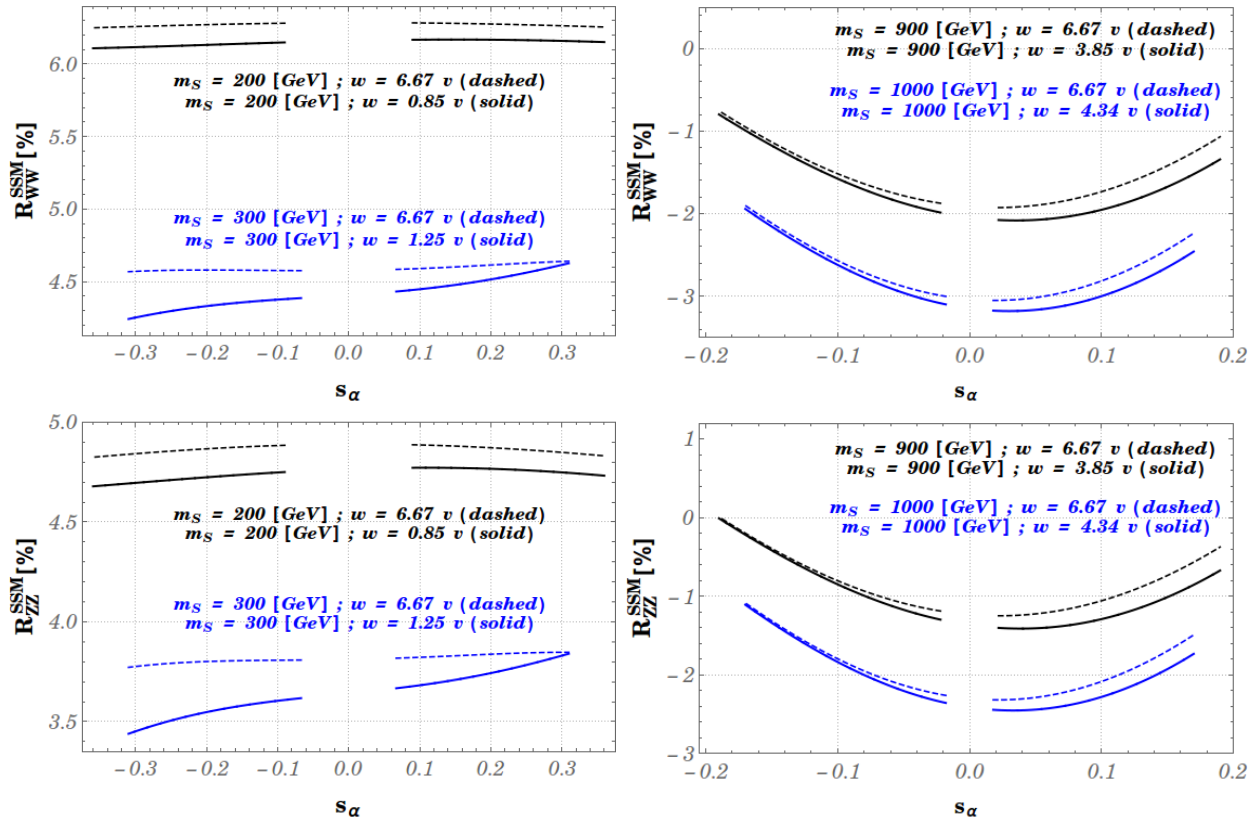 R_WW^SSM[%]
6.0
5.5
5.0
4.5
m_S = 200 [GeV] ; w = 6.67 v (dashed)
m_S = 200 [GeV] ; w = 0.85 v (solid)
m_S = 300 [GeV] ; w = 6.67 v (dashed)
m_S = 300 [GeV] ; w = 1.25 v (solid)
−0.3 −0.2 −0.1 0.0 0.1 0.2 0.3
s_α
R_WW^SSM[%]
0
−1
−2
−3
m_S = 900 [GeV] ; w = 6.67 v (dashed)
m_S = 900 [GeV] ; w = 3.85 v (solid)
m_S = 1000 [GeV] ; w = 6.67 v (dashed)
m_S = 1000 [GeV] ; w = 4.34 v (solid)
−0.2 −0.1 0.0 0.1 0.2
s_α
R_ZZ^SSM[%]
5.0
4.5
4.0
3.5
m_S = 200 [GeV] ; w = 6.67 v (dashed)
m_S = 200 [GeV] ; w = 0.85 v (solid)
m_S = 300 [GeV] ; w = 6.67 v (dashed)
m_S = 300 [GeV] ; w = 1.25 v (solid)
−0.3 −0.2 −0.1 0.0 0.1 0.2 0.3
s_α
R_ZZ^SSM[%]
1
0
−1
−2
−3
m_S = 900 [GeV] ; w = 6.67 v (dashed)
m_S = 900 [GeV] ; w = 3.85 v (solid)
m_S = 1000 [GeV] ; w = 6.67 v (dashed)
m_S = 1000 [GeV] ; w = 4.34 v (solid)
−0.2 −0.1 0.0 0.1 0.2
s_α